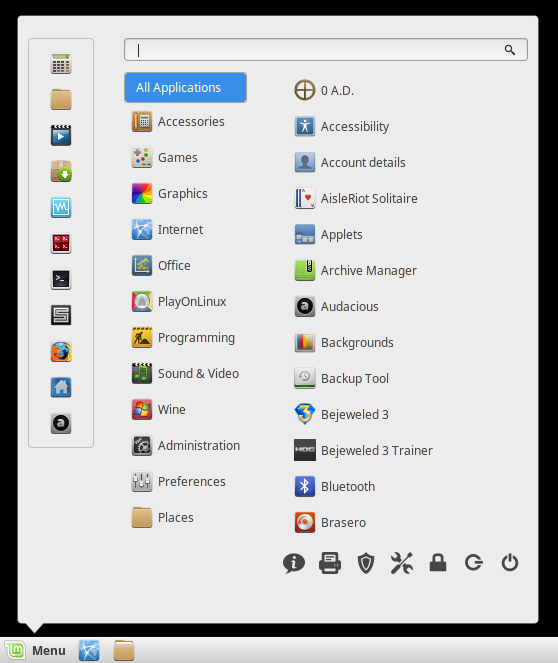 All Applications
Accessories
Games
Graphics
Internet
Office
PlayOnLinux
Programming
Sound & Video
Wine
Administration
Preferences
Places
0 A.D.
Accessibility
Account details
AisleRiot Solitaire
Applets
Archive Manager
Audacious
Backgrounds
Backup Tool
Bejeweled 3
Bejeweled 3 Trainer
Bluetooth
Brasero
Menu